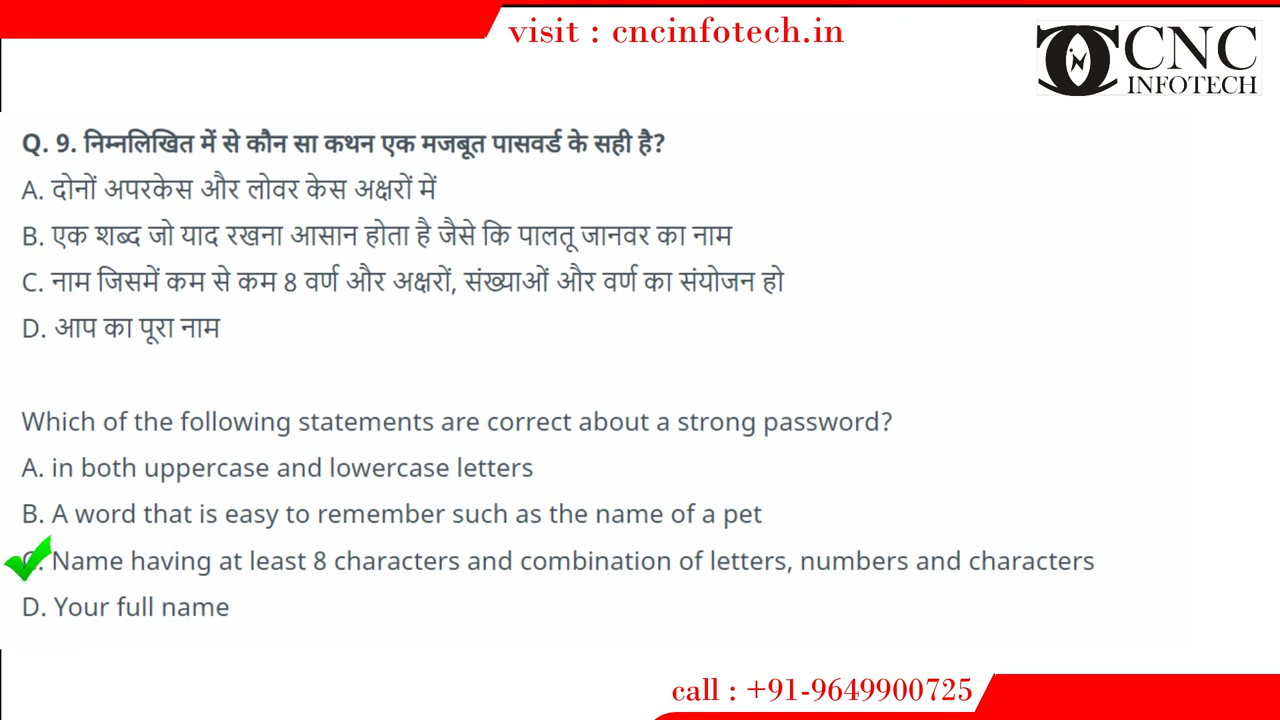 visit : cncinfotech.in
CNC
INFOTECH
Q. 9. निम्नलिखित में से कौन सा कथन एक मजबूत पासवर्ड के सही है?
A. दोनों अपरकेस और लोवर केस अक्षरों में
B. एक शब्द जो याद रखना आसान होता है जैसे कि पालतू जानवर का नाम
C. नाम जिसमें कम से कम 8 वर्ण और अक्षरों, संख्याओं और वर्ण का संयोजन हो
D. आप का पूरा नाम
Which of the following statements are correct about a strong password?
A. in both uppercase and lowercase letters
B. A word that is easy to remember such as the name of a pet
C. Name having at least 8 characters and combination of letters, numbers and characters
D. Your full name
call : +91-9649900725